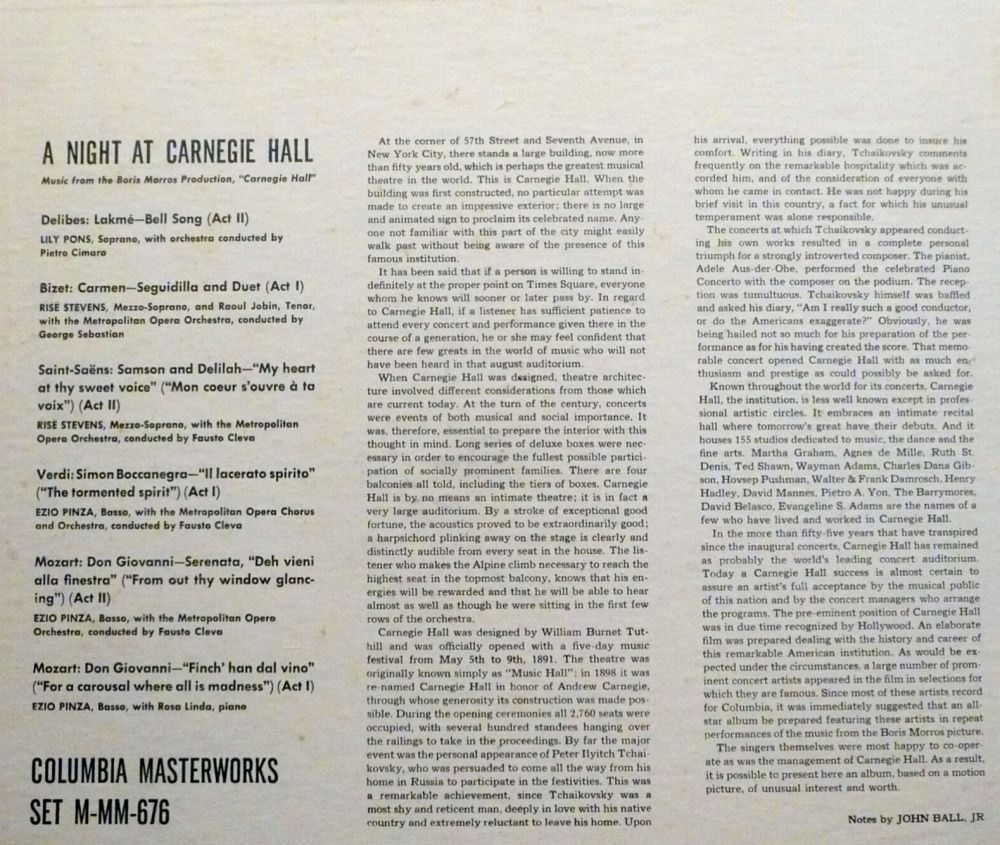 A NIGHT AT CARNEGIE HALL
Music from the Boris Morros Production, "Carnegie Hall"
Delibes: Lakmé—Bell Song (Act II)
LILY PONS, Soprano, with orchestra conducted by
Pietro Cimara
Bizet: Carmen—Seguidilla and Duet (Act I)
RISË STEVENS, Mezzo-Soprano, and Raoul Jobin, Tenor,
with the Metropolitan Opera Orchestra, conducted by
George Sebastian
Saint-Saëns: Samson and Delilah—"My heart
at thy sweet voice" ("Mon coeur s'ouvre à ta
voix") (Act II)
RISË STEVENS, Mezzo-Soprano, with the Metropolitan
Opera Orchestra, conducted by Fausto Cleva
Verdi: Simon Boccanegra—"Il lacerato spirito"
("The tormented spirit") (Act I)
EZIO PINZA, Basso, with the Metropolitan Opera Chorus
and Orchestra, conducted by Fausto Cleva
Mozart: Don Giovanni—Serenata, "Deh vieni
alla finestra" ("From out thy window glanc-
ing") (Act II)
EZIO PINZA, Basso, with the Metropolitan Opera
Orchestra, conducted by Fausto Cleva
Mozart: Don Giovanni—"Finch' han dal vino"
("For a carousal where all is madness") (Act I)
EZIO PINZA, Basso, with Rosa Linda, piano
COLUMBIA MASTERWORKS
SET M-MM-676
At the corner of 57th Street and Seventh Avenue, in
New York City, there stands a large building, now more
than fifty years old, which is perhaps the greatest musical
theatre in the world. This is Carnegie Hall. When the
building was first constructed, no particular attempt was
made to create an impressive exterior; there is no large
and animated sign to proclaim its celebrated name. Any-
one not familiar with this part of the city might easily
walk past without being aware of the presence of this
famous institution.
It has been said that if a person is willing to stand in-
definitely at the proper point on Times Square, everyone
whom he knows will sooner or later pass by. In regard
to Carnegie Hall, if a listener has sufficient patience to
attend every concert and performance given there in the
course of a generation, he or she may feel confident that
there are few greats in the world of music who will not
have been heard in that august auditorium.
When Carnegie Hall was designed, theatre architec-
ture involved different considerations from those which
are current today. At the turn of the century, concerts
were events of both musical and social importance. It
was, therefore, essential to prepare the interior with this
thought in mind. Long series of deluxe boxes were nec-
essary in order to encourage the fullest possible partici-
pation of socially prominent families. There are four
balconies all told, including the tiers of boxes. Carnegie
Hall is by no means an intimate theatre; it is in fact a
very large auditorium. By a stroke of exceptional good
fortune, the acoustics proved to be extraordinarily good;
a harpsichord plinking away on the stage is clearly and
distinctly audible from every seat in the house. The lis-
tener who makes the Alpine climb necessary to reach the
highest seat in the topmost balcony, knows that his en-
ergies will be rewarded and that he will be able to hear
almost as well as though he were sitting in the first few
rows of the orchestra.
Carnegie Hall was designed by William Burnet Tut-
hill and was officially opened with a five-day music
festival from May 5th to 9th, 1891. The theatre was
originally known simply as "Music Hall"; in 1898 it was
re-named Carnegie Hall in honor of Andrew Carnegie,
through whose generosity its construction was made pos-
sible. During the opening ceremonies all 2,760 seats were
occupied, with several hundred standees hanging over
the railings to take in the proceedings. By far the major
event was the personal appearance of Peter Ilyitch Tchai-
kovsky, who was persuaded to come all the way from his
home in Russia to participate in the festivities. This was
a remarkable achievement, since Tchaikovsky was a
most shy and reticent man, deeply in love with his native
country and extremely reluctant to leave his home. Upon
his arrival, everything possible was done to insure his
comfort. Writing in his diary, Tchaikovsky comments
frequently on the remarkable hospitality which was ac-
corded him, and of the consideration of everyone with
whom he came in contact. He was not happy during his
brief visit in this country, a fact for which his unusual
temperament was alone responsible.
The concerts at which Tchaikovsky appeared conduct-
ing his own works resulted in a complete personal
triumph for a strongly introverted composer. The pianist,
Adele Aus-der-Ohe, performed the celebrated Piano
Concerto with the composer on the podium. The recep-
tion was tumultuous. Tchaikovsky himself was baffled
and asked his diary, "Am I really such a good conductor,
or do the Americans exaggerate?" Obviously, he was
being hailed not so much for his preparation of the per-
formance as for his having created the score. That memo-
rable concert opened Carnegie Hall with as much en-
thusiasm and prestige as could possibly be asked for.
Known throughout the world for its concerts, Carnegie
Hall, the institution, is less well known except in profes-
sional artistic circles. It embraces an intimate recital
hall where tomorrow's great have their debuts. And it
houses 155 studios dedicated to music, the dance and the
fine arts. Martha Graham, Agnes de Mille, Ruth St.
Denis, Ted Shawn, Wayman Adams, Charles Dana Gib-
son, Hovsep Pushman, Walter & Frank Damrosch, Henry
Hadley, David Mannes, Pietro A. Yon, The Barrymores,
David Belasco, Evangeline S. Adams are the names of a
few who have lived and worked in Carnegie Hall.
In the more than fifty-five years that have transpired
since the inaugural concerts, Carnegie Hall has remained
as probably the world's leading concert auditorium.
Today a Carnegie Hall success is almost certain to
assure an artist's full acceptance by the musical public
of this nation and by the concert managers who arrange
the programs. The pre-eminent position of Carnegie Hall
was in due time recognized by Hollywood. An elaborate
film was prepared dealing with the history and career of
this remarkable American institution. As would be ex-
pected under the circumstances, a large number of prom-
inent concert artists appeared in the film in selections for
which they are famous. Since most of these artists record
for Columbia, it was immediately suggested that an all-
star album be prepared featuring these artists in repeat
performances of the music from the Boris Morros picture.
The singers themselves were most happy to co-oper-
ate as was the management of Carnegie Hall. As a result,
it is possible to present here an album, based on a motion
picture, of unusual interest and worth.
Notes by JOHN BALL, JR